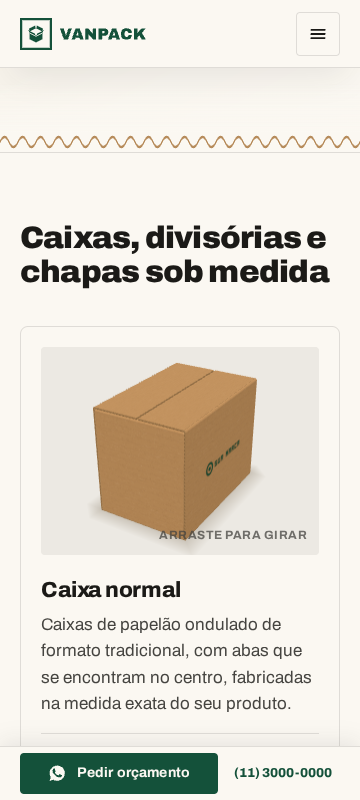 VANPACK
Caixas, divisórias e
chapas sob medida
ARRASTE PARA GIRAR
Caixa normal
Caixas de papelão ondulado de
formato tradicional, com abas que
se encontram no centro, fabricadas
na medida exata do seu produto.
Pedir orçamento
(11) 3000-0000